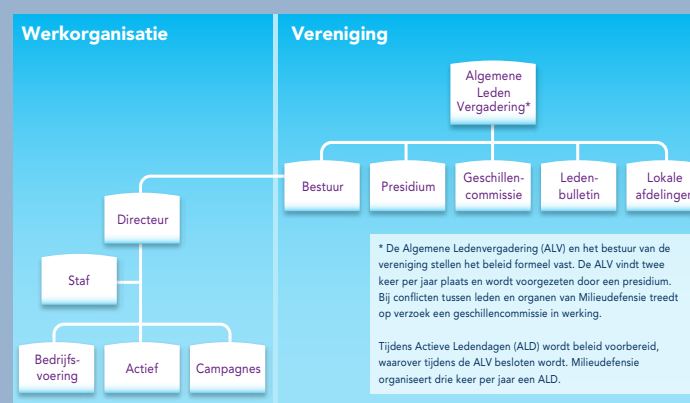 Werkorganisatie
Vereniging
Algemene
Leden
Vergadering*
Bestuur
Presidium
Geschillen-
commissie
Leden-
bulletin
Lokale
afdelingen
Directeur
Staf
Bedrijfs-
voering
Actief
Campagnes
* De Algemene Ledenvergadering (ALV) en het bestuur van de
vereniging stellen het beleid formeel vast. De ALV vindt twee
keer per jaar plaats en wordt voorgezeten door een presidium.
Bij conflicten tussen leden en organen van Milieudefensie treedt
op verzoek een geschillencommissie in werking.
Tijdens Actieve Ledendagen (ALD) wordt beleid voorbereid,
waarover tijdens de ALV besloten wordt. Milieudefensie
organiseert drie keer per jaar een ALD.